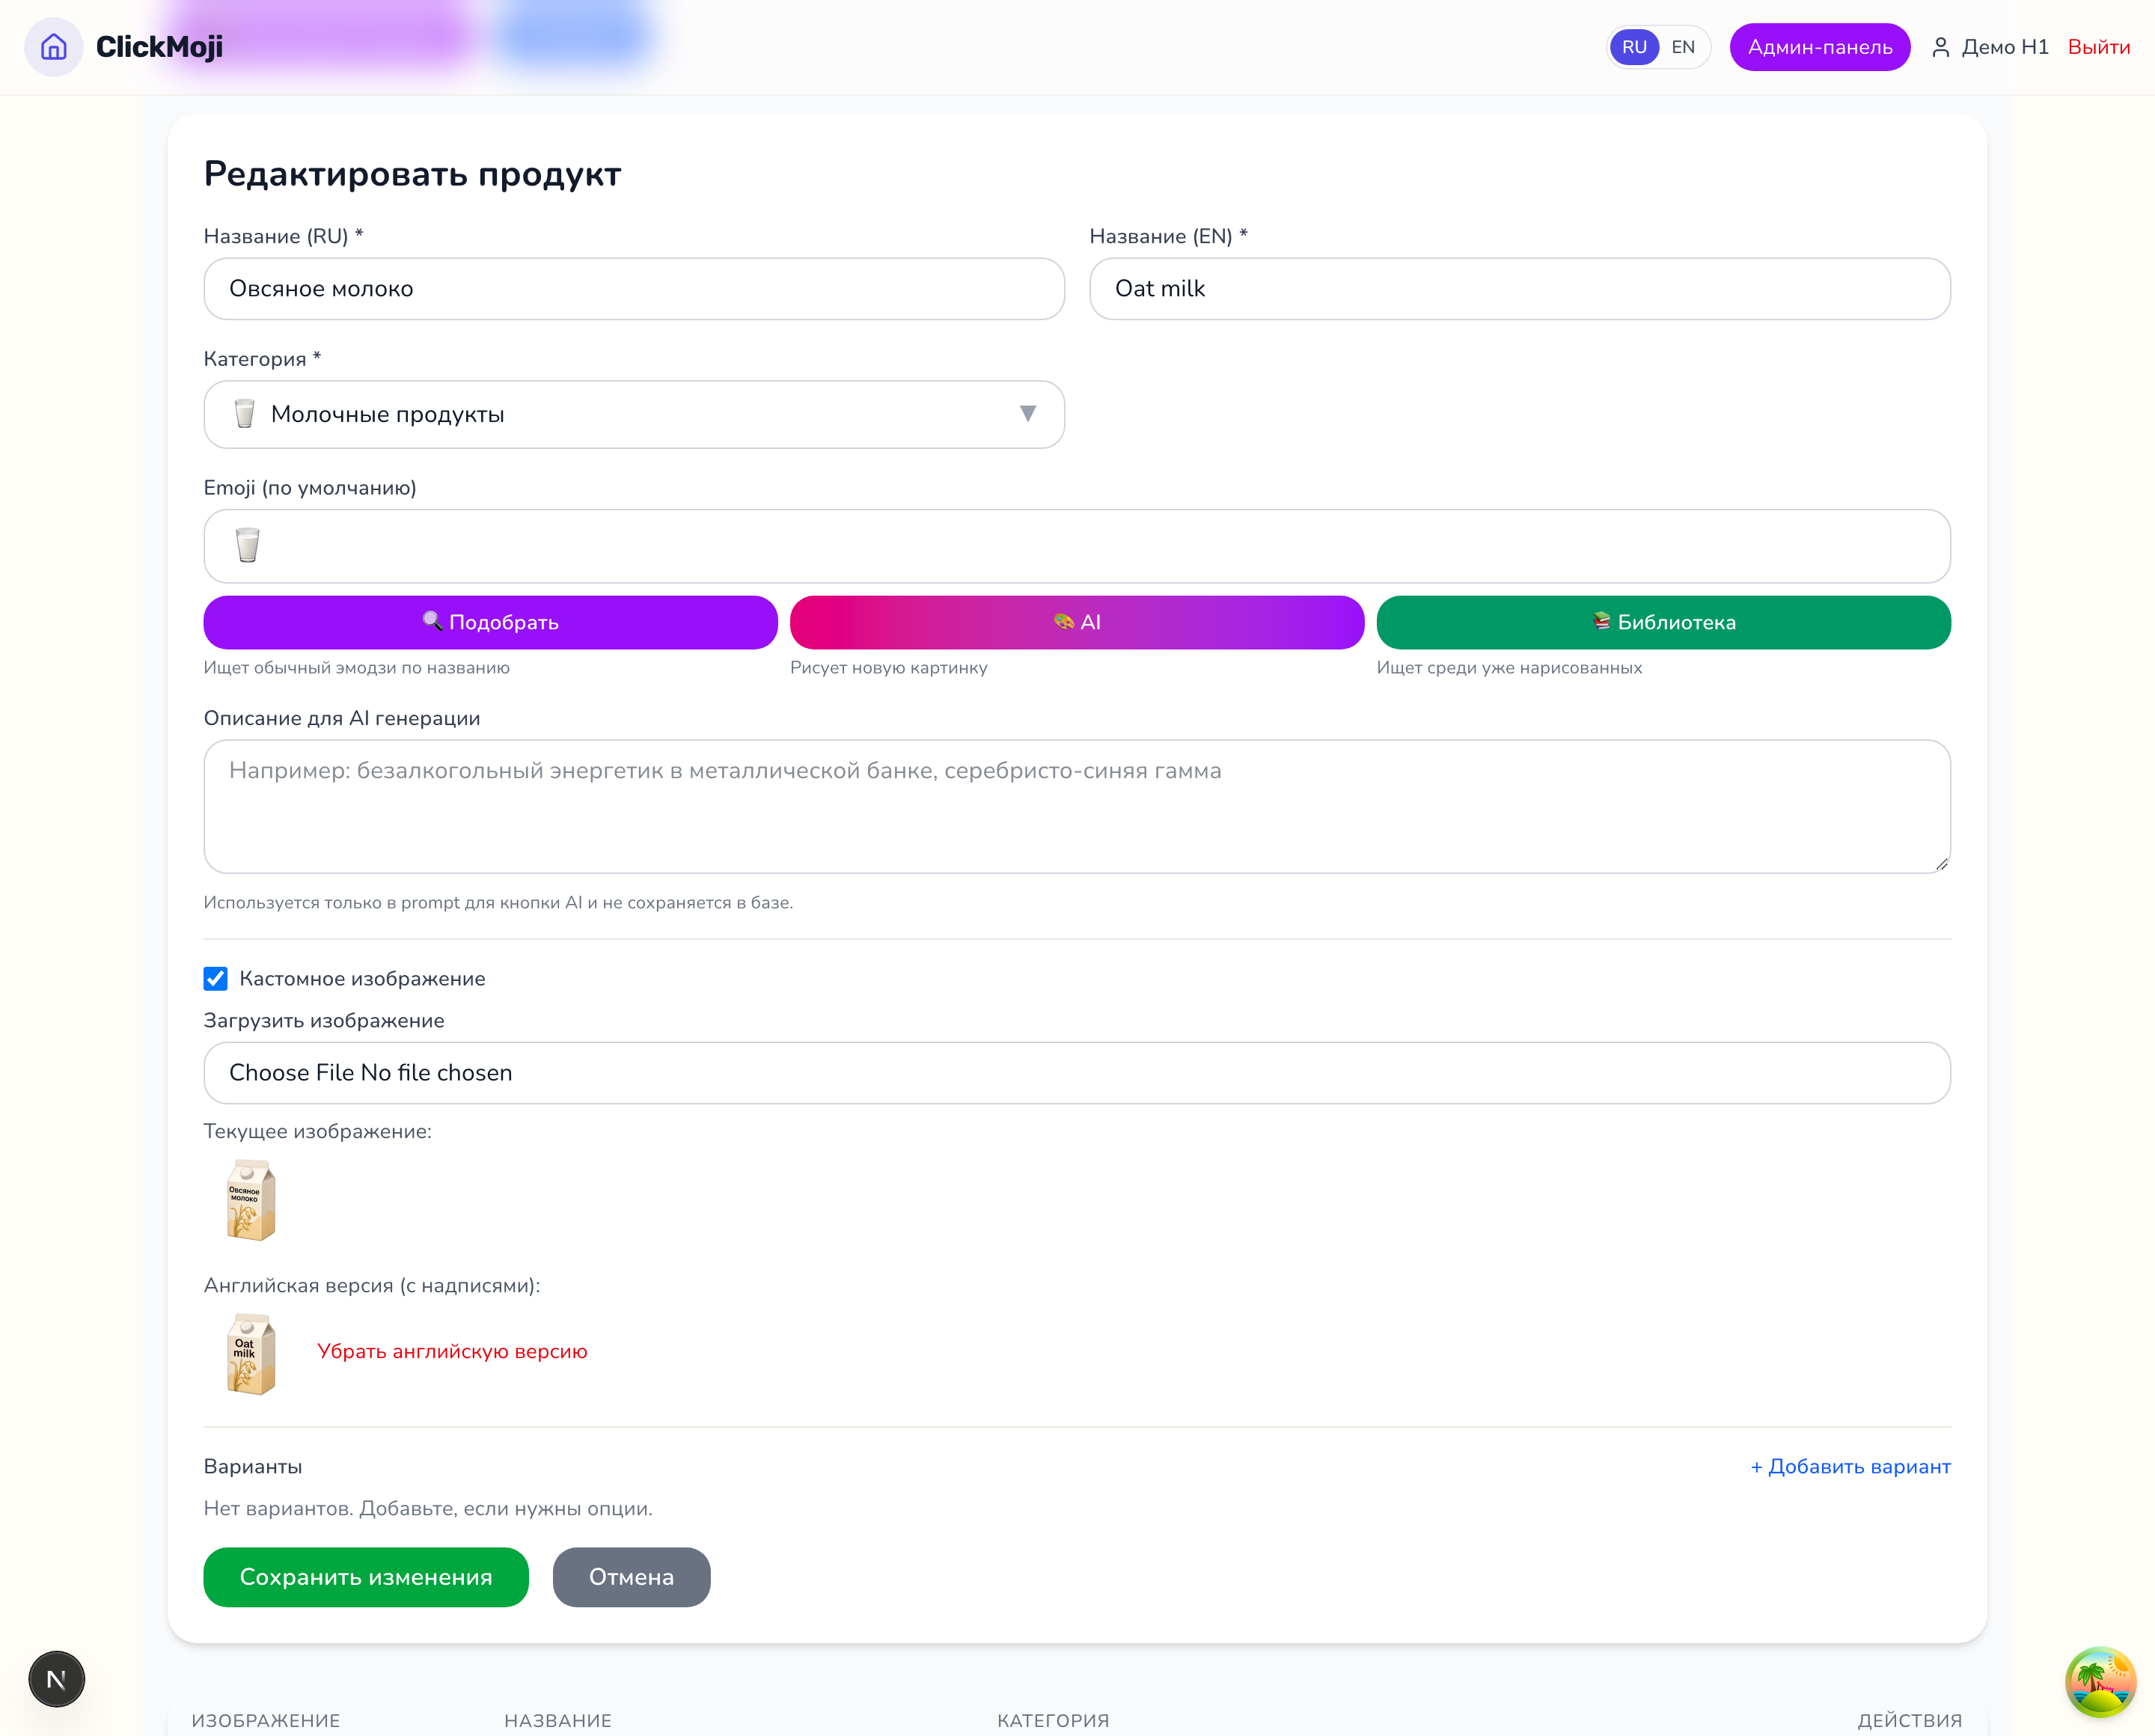 ClickMoji
RU EN Админ-панель Демо H1 Выйти
Редактировать продукт
Название (RU) * Название (EN) *
Овсяное молоко Oat milk
Категория *
Молочные продукты ▼
Emoji (по умолчанию)
Подобрать AI Библиотека
Ищет обычный эмодзи по названию Рисует новую картинку Ищет среди уже нарисованных
Описание для AI генерации
Например: безалкогольный энергетик в металлической банке, серебристо-синяя гамма
Используется только в prompt для кнопки AI и не сохраняется в базе.
Кастомное изображение
Загрузить изображение
Choose File No file chosen
Текущее изображение:
Овсяное
молоко
Английская версия (с надписями):
Oat
milk
Убрать английскую версию
Варианты + Добавить вариант
Нет вариантов. Добавьте, если нужны опции.
Сохранить изменения Отмена
N
ИЗОБРАЖЕНИЕ НАЗВАНИЕ КАТЕГОРИЯ ДЕЙСТВИЯ